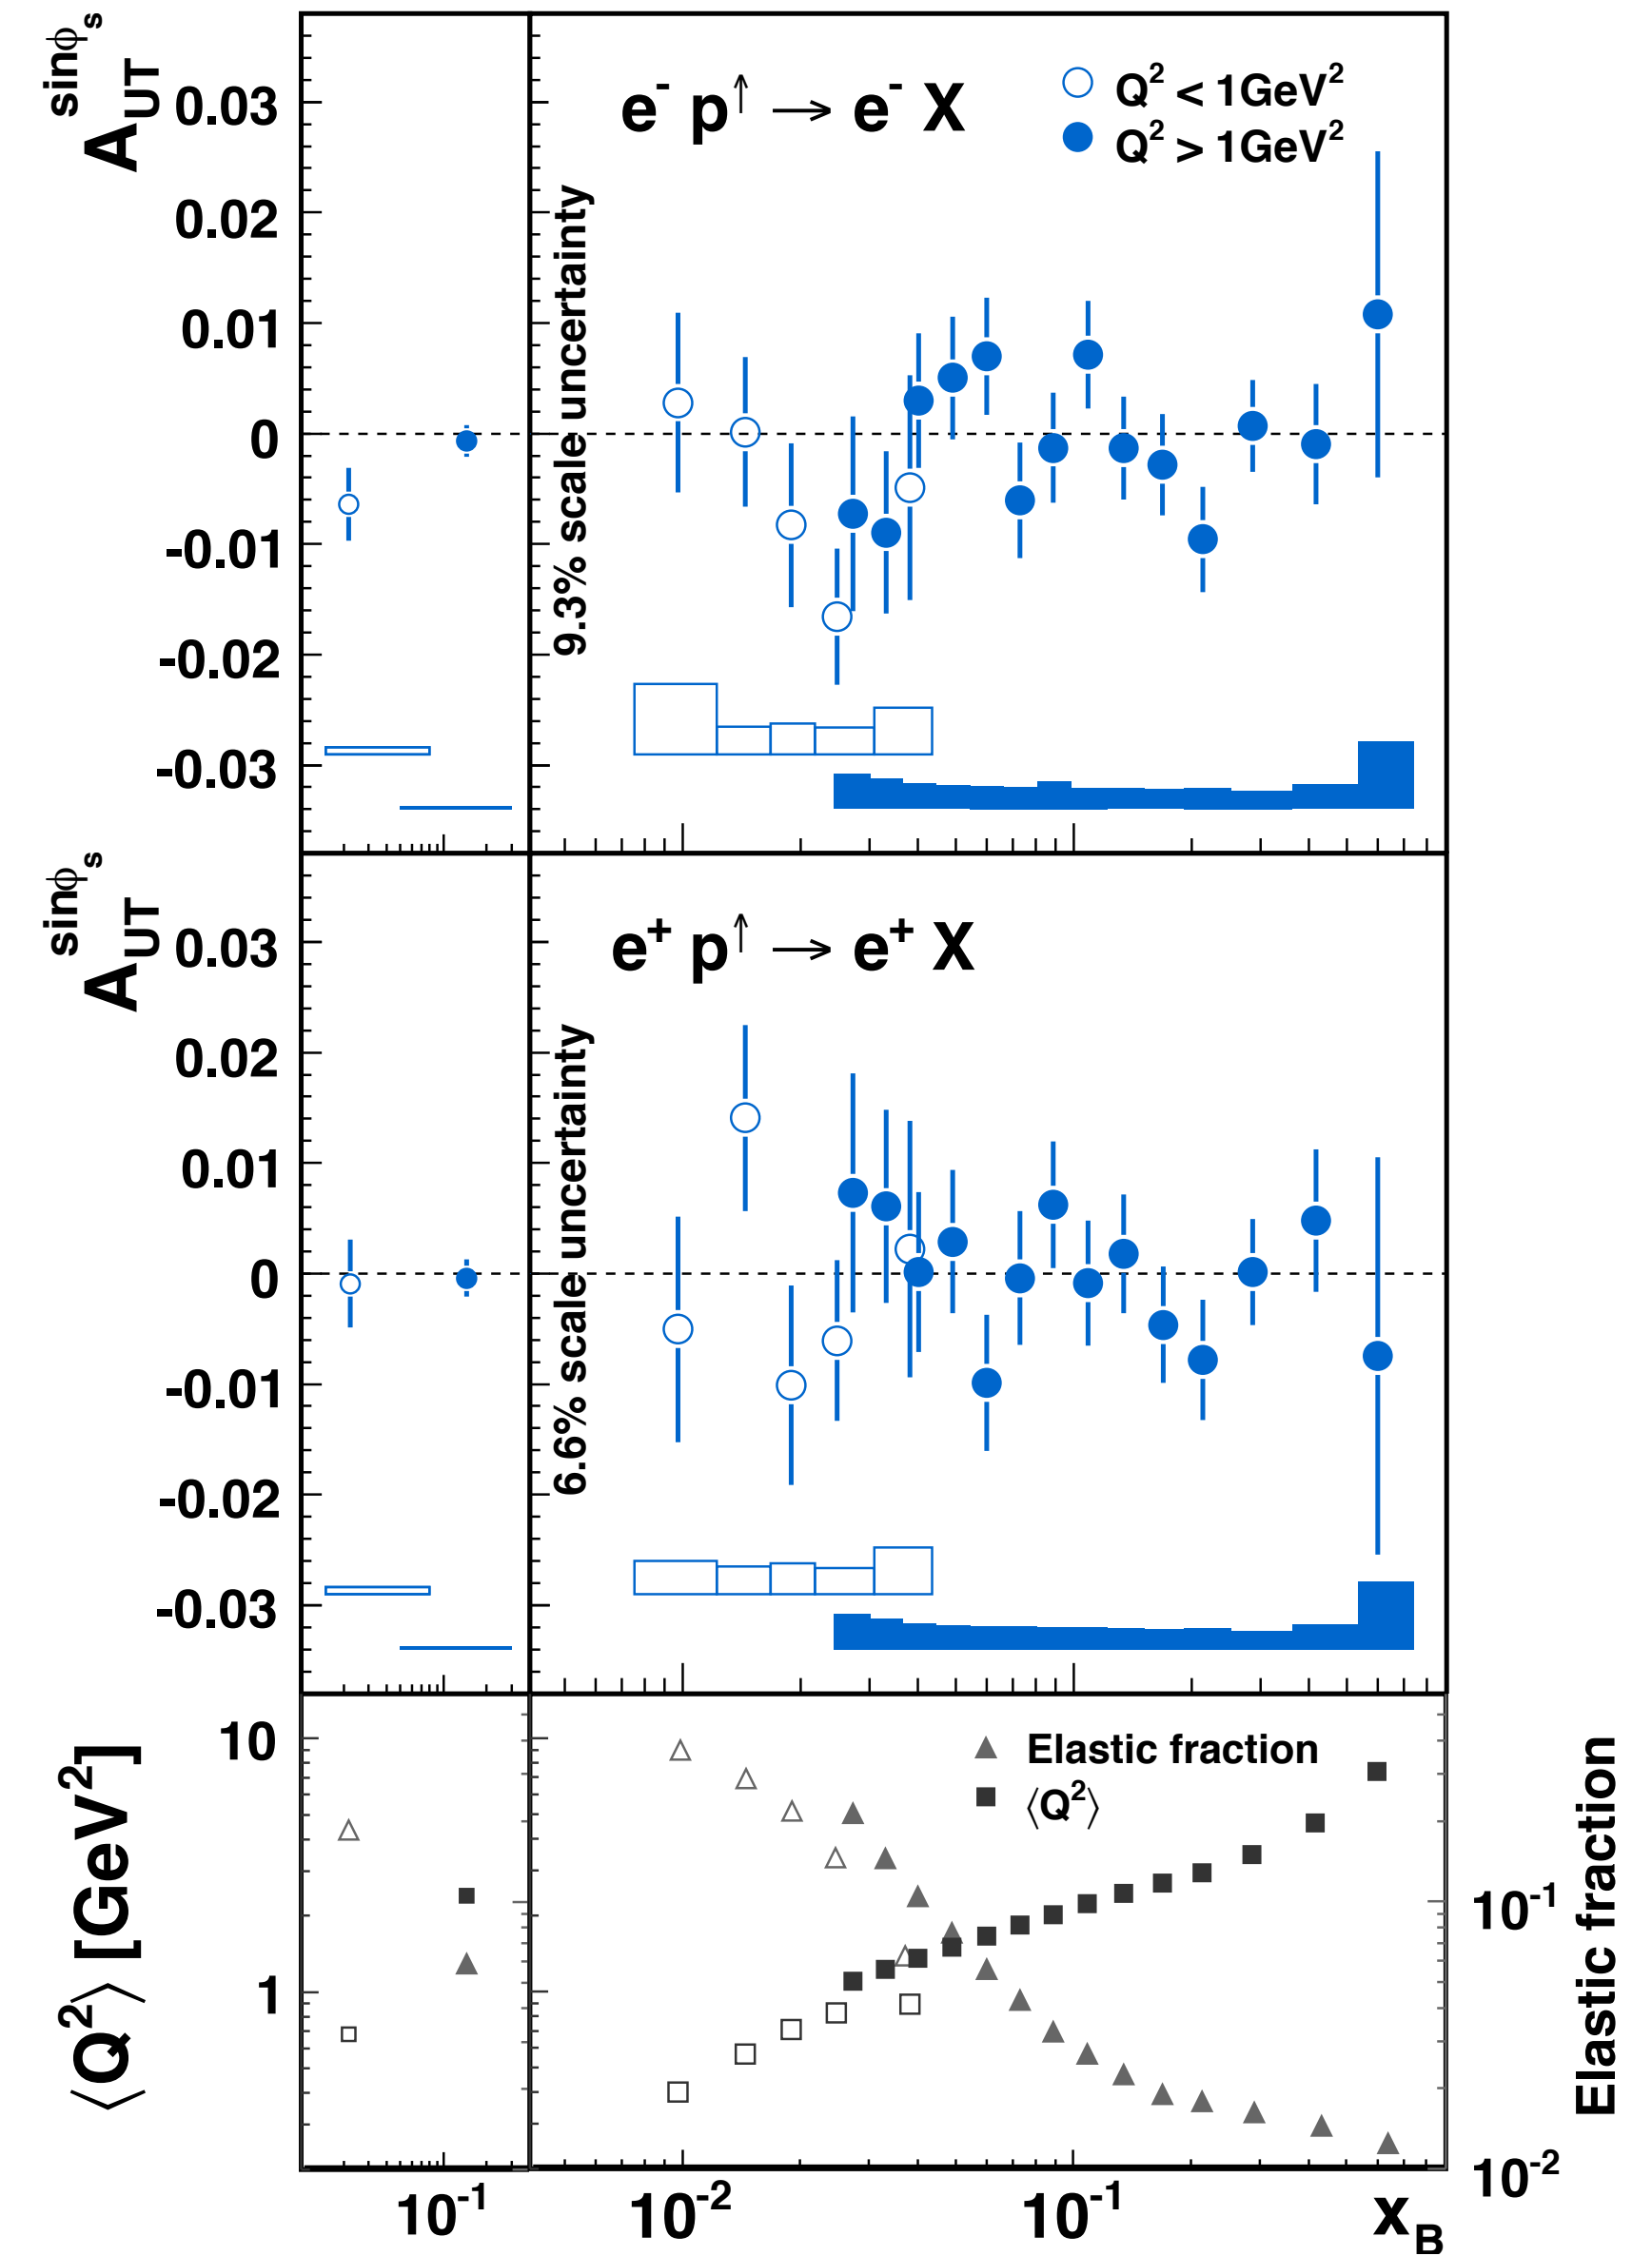 A_UT^sinϕ_s
e⁻ p↑ → e⁻ X
Q² < 1GeV²
Q² > 1GeV²
0.03
0.02
0.01
0
-0.01
-0.02
-0.03
9.3% scale uncertainty
A_UT^sinϕ_s
e⁺ p↑ → e⁺ X
0.03
0.02
0.01
0
-0.01
-0.02
-0.03
6.6% scale uncertainty
⟨Q²⟩ [GeV²]
10
1
Elastic fraction
⟨Q²⟩
10⁻¹
10⁻²
Elastic fraction
10⁻¹
10⁻²
10⁻¹
x_B